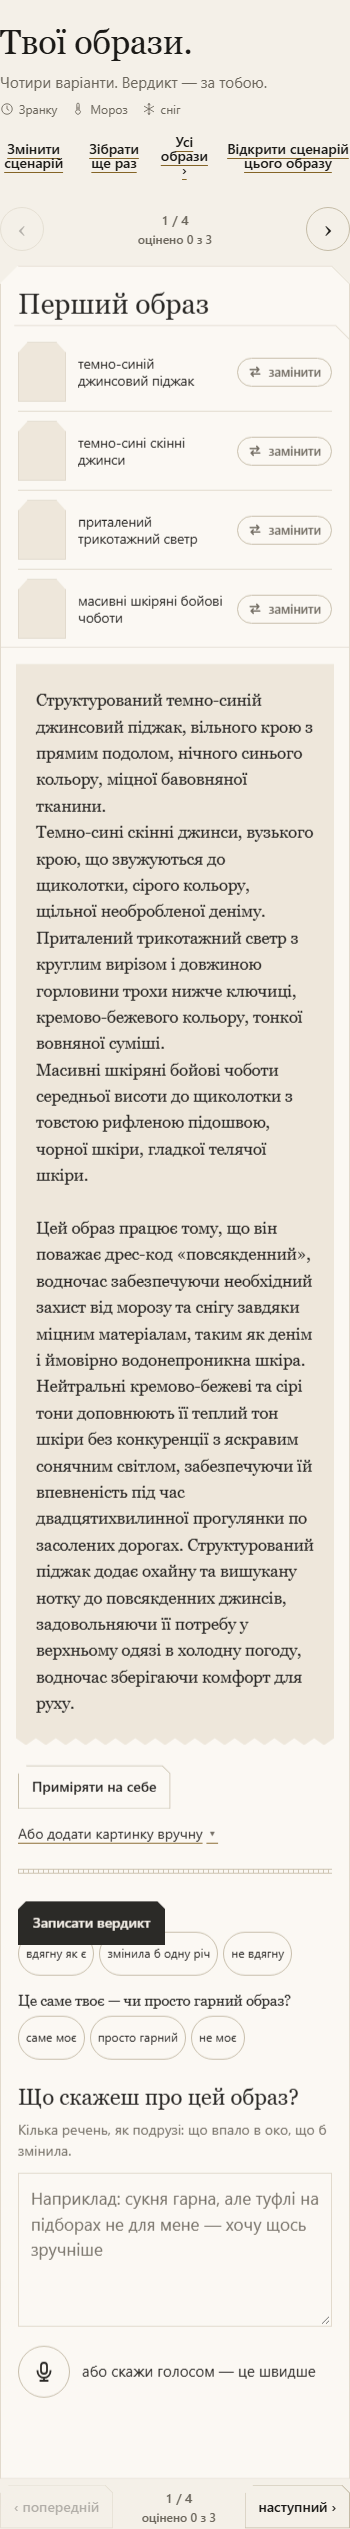 Твої образи.
Чотири варіанти. Вердикт — за тобою.
Зранку Мороз сніг
Змінити сценарій
Зібрати ще раз
Усі образи ›
Відкрити сценарій цього образу
‹
1 / 4
оцінено 0 з 3
›
Перший образ
темно-синій
джинсовий піджак
⇄ замінити
темно-сині скінні
джинси
⇄ замінити
приталений
трикотажний светр
⇄ замінити
масивні шкіряні бойові
чоботи
⇄ замінити
Структурований темно-синій
джинсовий піджак, вільного крою з
прямим подолом, нічного синього
кольору, міцної бавовняної
тканини.
Темно-сині скінні джинси, вузького
крою, що звужуються до
щиколотки, сірого кольору,
щільної необробленої деніму.
Приталений трикотажний светр з
круглим вирізом і довжиною
горловини трохи нижче ключиці,
кремово-бежевого кольору, тонкої
вовняної суміші.
Масивні шкіряні бойові чоботи
середньої висоти до щиколотки з
товстою рифленою підошвою,
чорної шкіри, гладкої телячої
шкіри.
Цей образ працює тому, що він
поважає дрес-код «повсякденний»,
водночас забезпечуючи необхідний
захист від морозу та снігу завдяки
міцним матеріалам, таким як денім
і ймовірно водонепроникна шкіра.
Нейтральні кремово-бежеві та сірі
тони доповнюють її теплий тон
шкіри без конкуренції з яскравим
сонячним світлом, забезпечуючи їй
впевненість під час
двадцятихвилинної прогулянки по
засолених дорогах. Структурований
піджак додає охайну та вишукану
нотку до повсякденних джинсів,
задовольняючи її потребу у
верхньому одязі в холодну погоду,
водночас зберігаючи комфорт для
руху.
Приміряти на себе
Або додати картинку вручну ▾
Записати вердикт
вдягну як є змінила б одну річ не вдягну
Це саме твоє — чи просто гарний образ?
саме моє просто гарний не моє
Що скажеш про цей образ?
Кілька речень, як подрузі: що впало в око, що б
змінила.
Наприклад: сукня гарна, але туфлі на
підборах не для мене — хочу щось
зручніше
або скажи голосом — це швидше
‹ попередній
1 / 4
оцінено 0 з 3
наступний ›